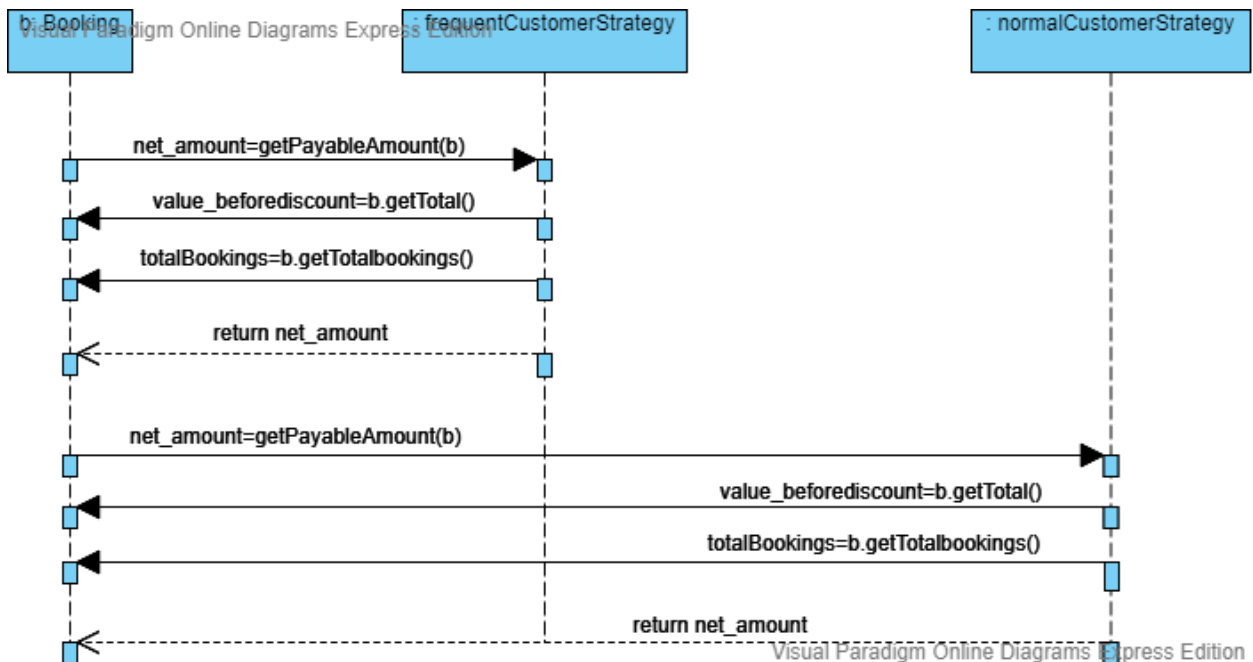 b: Booking
: frequentCustomerStrategy
: normalCustomerStrategy
Visual Paradigm Online Diagrams Express Edition
net_amount=getPayableAmount(b)
value_beforediscount=b.getTotal()
totalBookings=b.getTotalbookings()
return net_amount
net_amount=getPayableAmount(b)
value_beforediscount=b.getTotal()
totalBookings=b.getTotalbookings()
return net_amount
Visual Paradigm Online Diagrams Express Edition